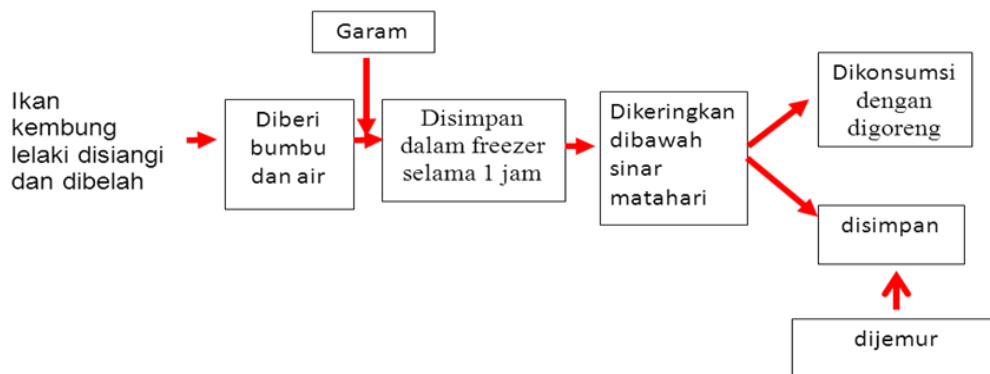 Garam
Ikan
kembung
lelaki disiangi
dan dibelah
Diberi
bumbu
dan air
Disimpan
dalam freezer
selama 1 jam
Dikeringkan
dibawah
sinar
matahari
Dikonsumsi
dengan
digoreng
disimpan
dijemur